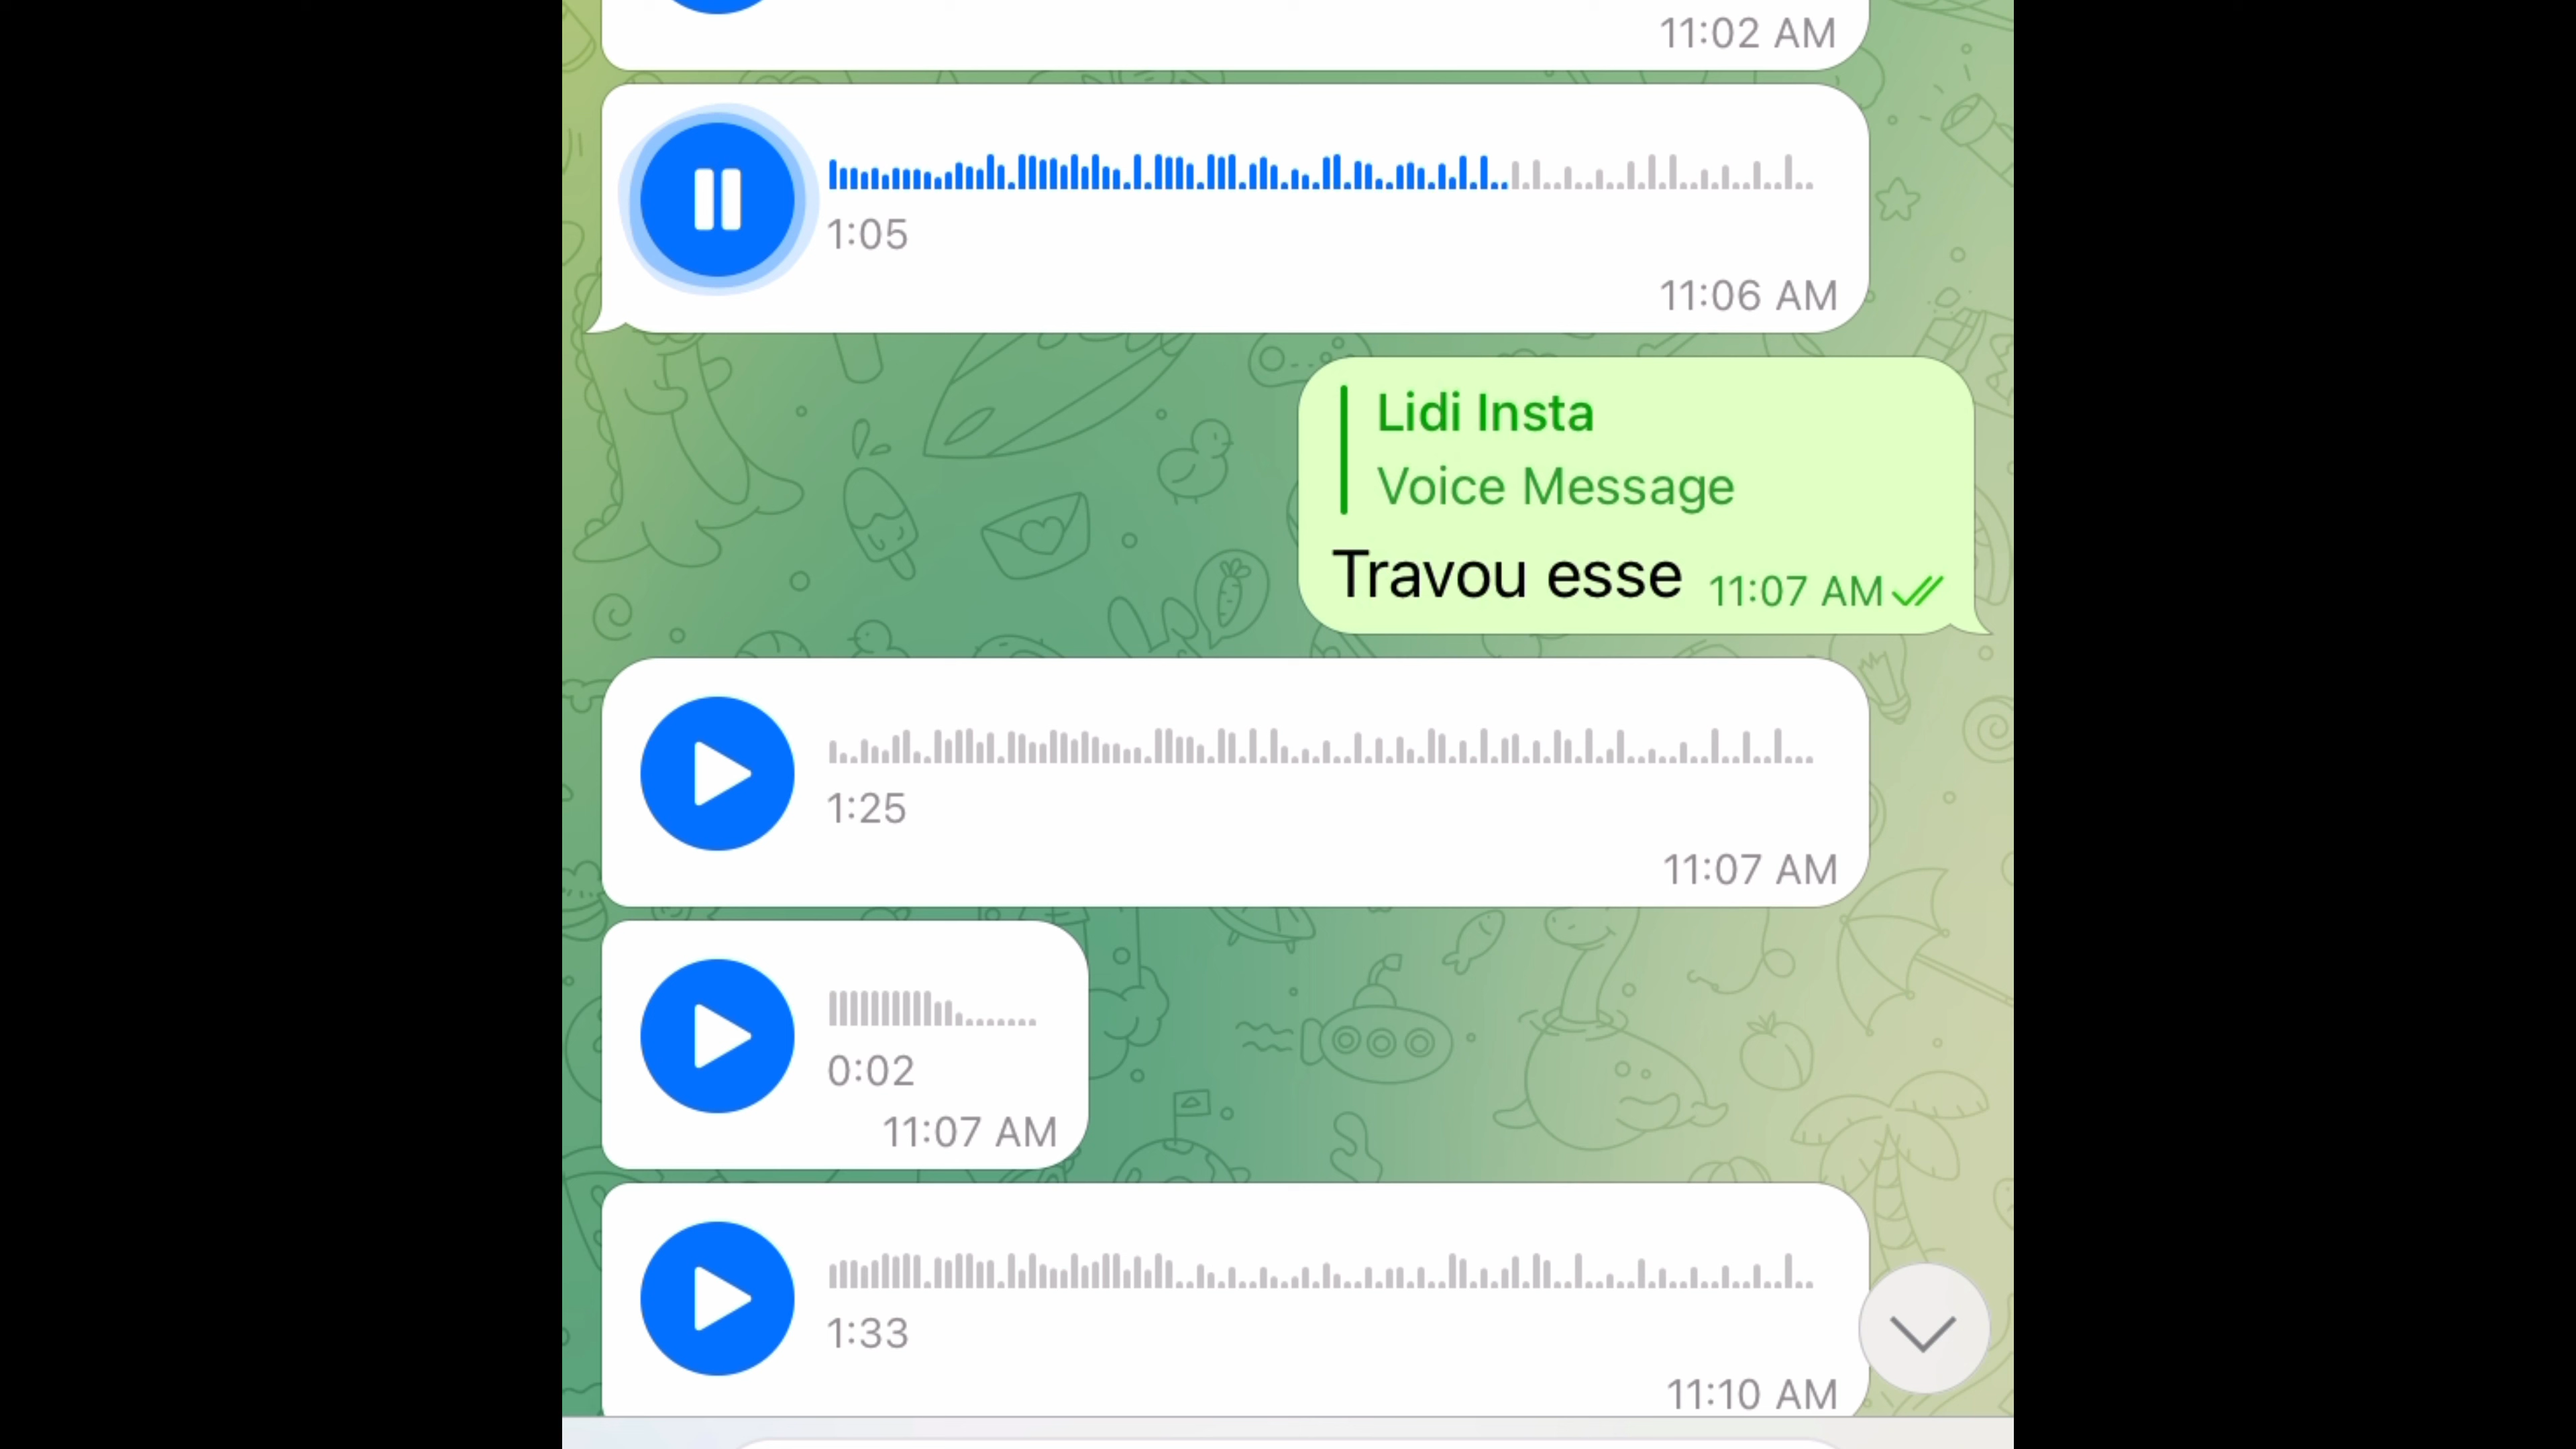 11:02 AM
1:05
11:06 AM
Lidi Insta
Voice Message
Travou esse 11:07 AM
1:25
11:07 AM
0:02
11:07 AM
1:33
11:10 AM